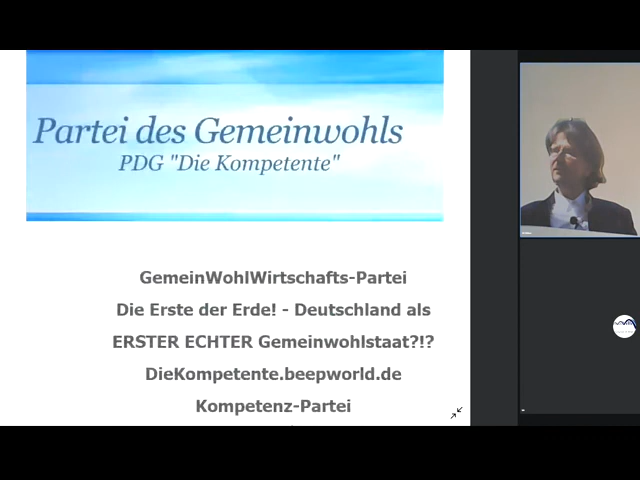 Partei des Gemeinwohls
PDG "Die Kompetente"
GemeinWohlWirtschafts-Partei
Die Erste der Erde! - Deutschland als
ERSTER ECHTER Gemeinwohlstaat?!?
DieKompetente.beepworld.de
Kompetenz-Partei